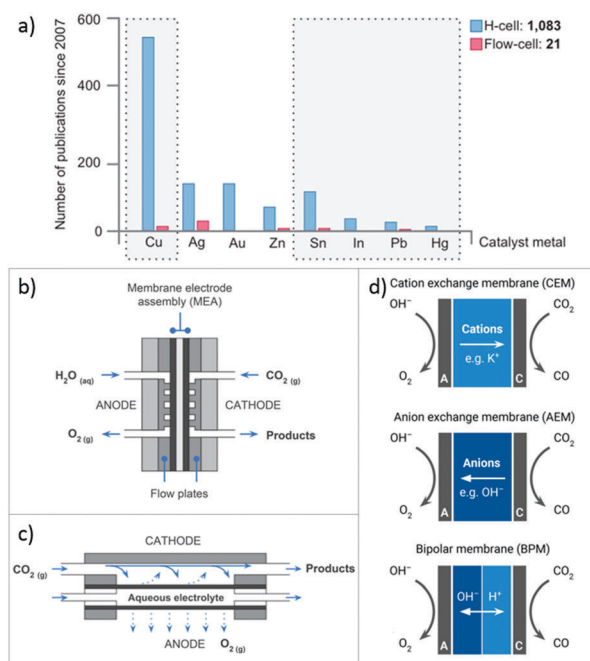 a)
Number of publications since 2007
600
400
200
0
H-cell: 1,083
Flow-cell: 21
Cu Ag Au Zn Sn In Pb Hg Catalyst metal
b)
Membrane electrode
assembly (MEA)
H₂O (aq) CO₂ (g)
ANODE CATHODE
O₂ (g) Products
Flow plates
c)
CATHODE
CO₂ (g) Products
Aqueous electrolyte
ANODE O₂ (g)
d)
Cation exchange membrane (CEM)
OH⁻ CO₂
Cations
e.g. K⁺
A C
O₂ CO
Anion exchange membrane (AEM)
OH⁻ CO₂
Anions
e.g. OH⁻
A C
O₂ CO
Bipolar membrane (BPM)
OH⁻ CO₂
OH⁻ H⁺
A C
O₂ CO